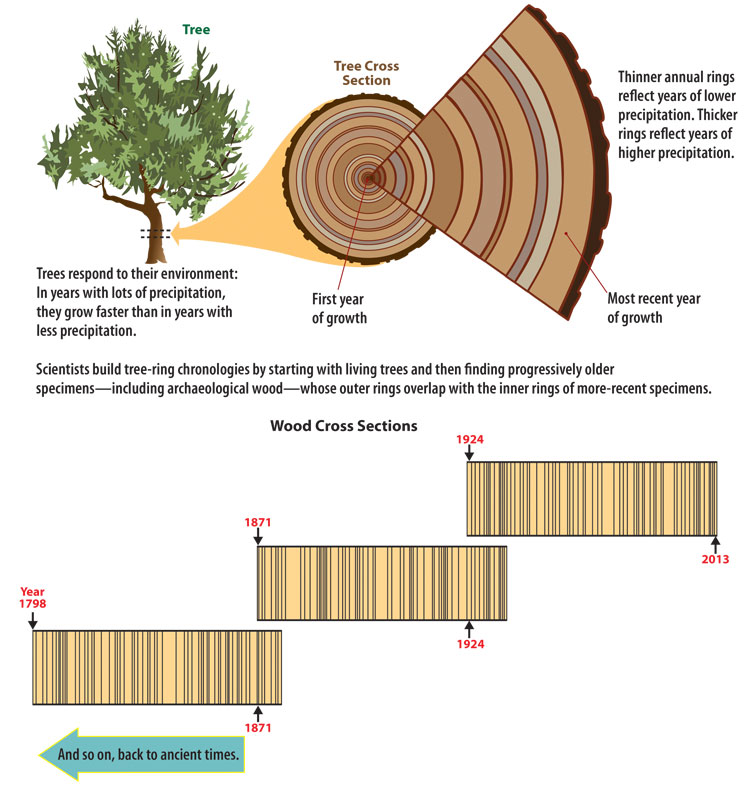 Tree
Tree Cross
Section
Thinner annual rings
reflect years of lower
precipitation. Thicker
rings reflect years of
higher precipitation.
Trees respond to their environment:
In years with lots of precipitation,
they grow faster than in years with
less precipitation.
First year
of growth
Most recent year
of growth
Scientists build tree-ring chronologies by starting with living trees and then finding progressively older
specimens—including archaeological wood—whose outer rings overlap with the inner rings of more-recent specimens.
Wood Cross Sections
1924
2013
1871
1924
Year
1798
1871
And so on, back to ancient times.